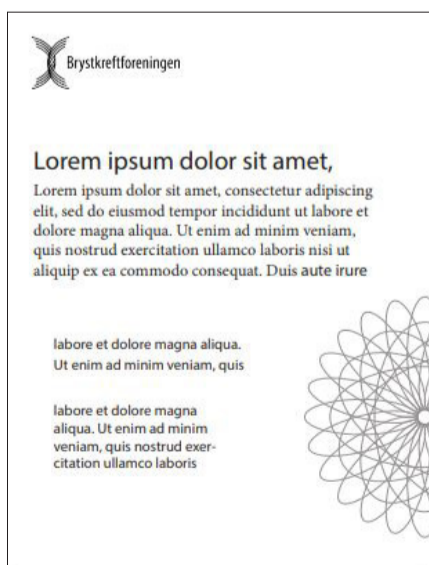 Brystkreftforeningen
Lorem ipsum dolor sit amet,
Lorem ipsum dolor sit amet, consectetur adipiscing
elit, sed do eiusmod tempor incididunt ut labore et
dolore magna aliqua. Ut enim ad minim veniam,
quis nostrud exercitation ullamco laboris nisi ut
aliquip ex ea commodo consequat. Duis aute irure
labore et dolore magna aliqua.
Ut enim ad minim veniam, quis
labore et dolore magna
aliqua. Ut enim ad minim
veniam, quis nostrud exer-
citation ullamco laboris